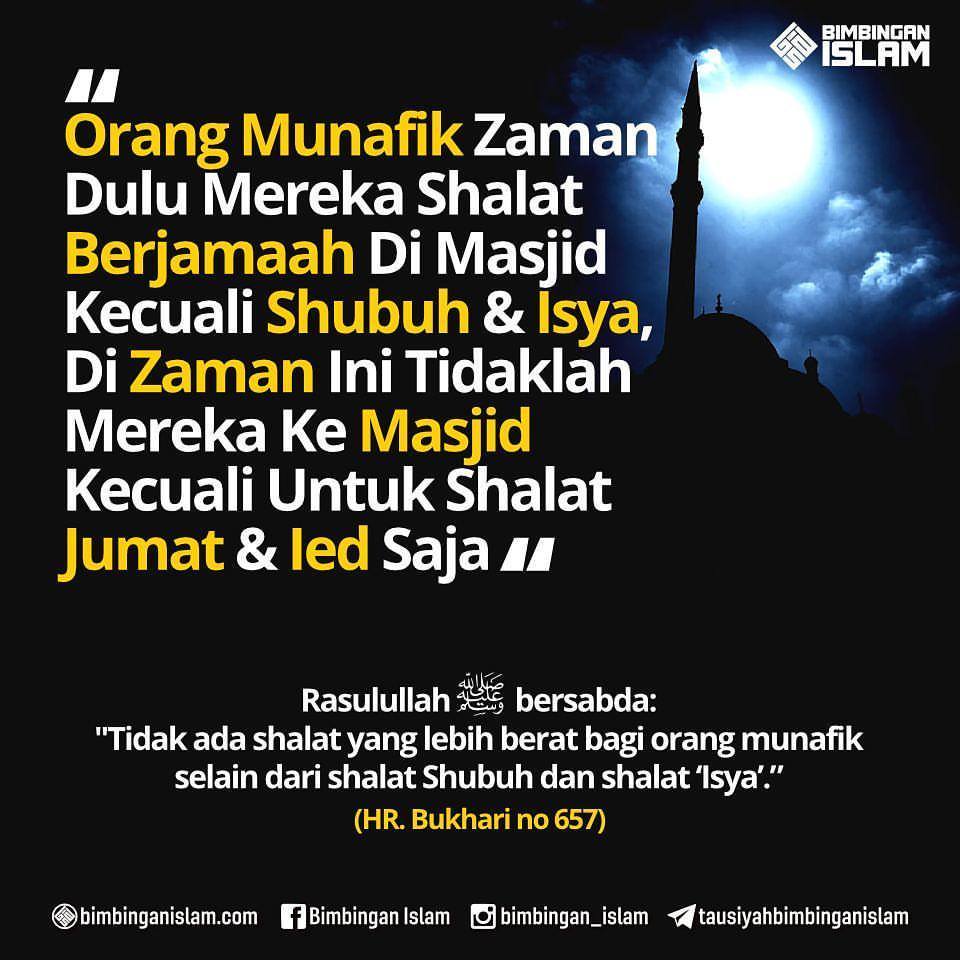 BIMBINGAN
ISLAM
"
Orang Munafik Zaman
Dulu Mereka Shalat
Berjamaah Di Masjid
Kecuali Shubuh & Isya,
Di Zaman Ini Tidaklah
Mereka Ke Masjid
Kecuali Untuk Shalat
Jumat & Ied Saja "
Rasulullah ﷺ bersabda:
"Tidak ada shalat yang lebih berat bagi orang munafik
selain dari shalat Shubuh dan shalat ‘Isya’.”
(HR. Bukhari no 657)
bimbinganislam.com Bimbingan Islam bimbingan_islam tausiyahbimbinganislam